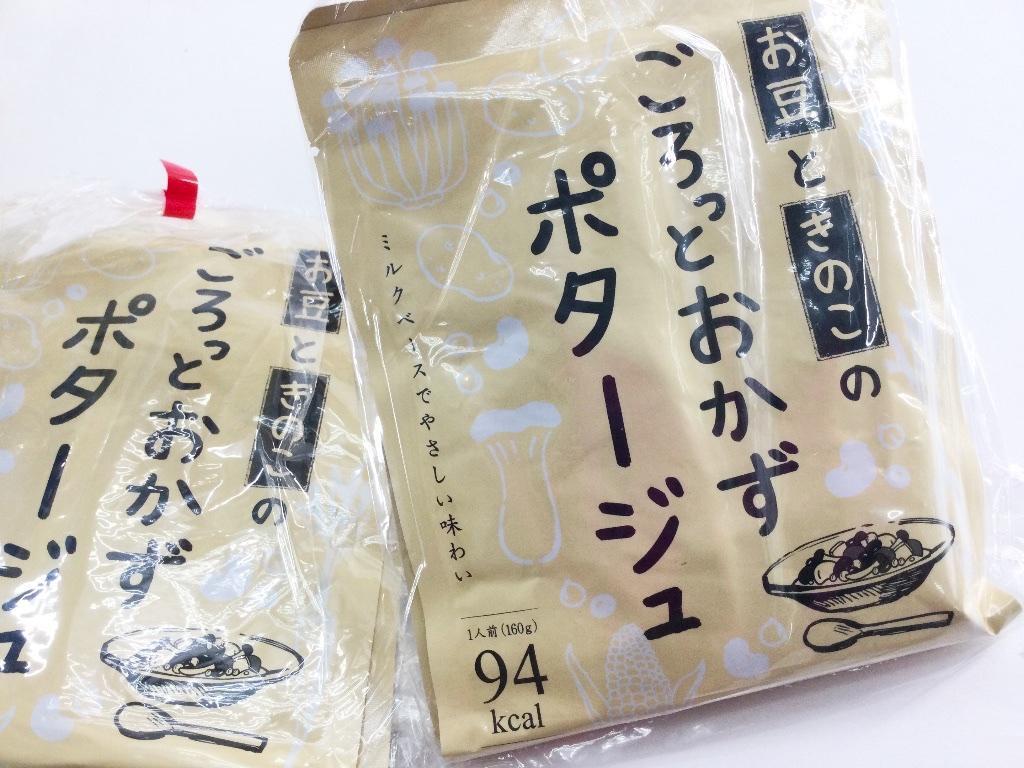 お豆ときのこの
ごろっとおかず
ポタージュ
ミルクベースでやさしい味わい
1人前(160g)
94
kcal
お豆ときのこの
ごろっとおかず
ポタージュ